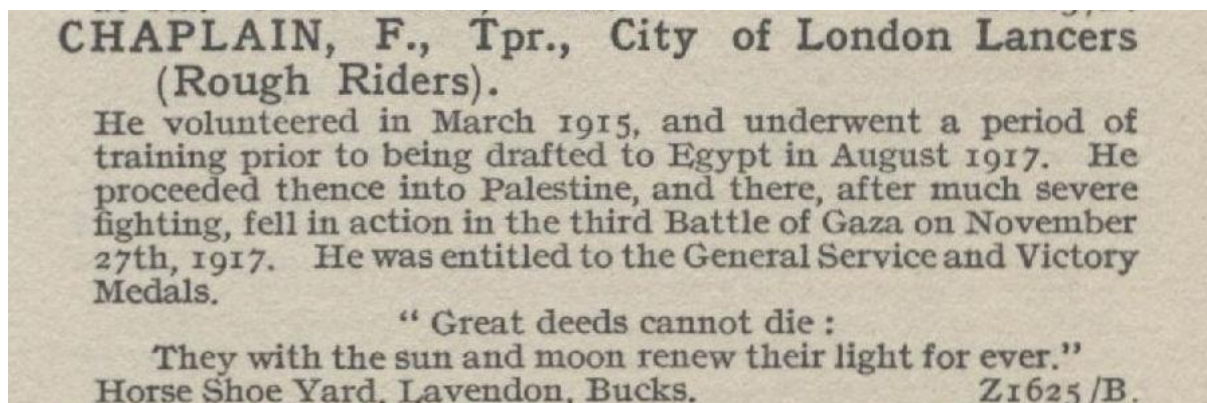 CHAPLAIN, F., Tpr., City of London Lancers
(Rough Riders).
He volunteered in March 1915, and underwent a period of
training prior to being drafted to Egypt in August 1917. He
proceeded thence into Palestine, and there, after much severe
fighting, fell in action in the third Battle of Gaza on November
27th, 1917. He was entitled to the General Service and Victory
Medals.
“ Great deeds cannot die :
They with the sun and moon renew their light for ever.”
Horse Shoe Yard, Lavendon, Bucks. Z1625/B.